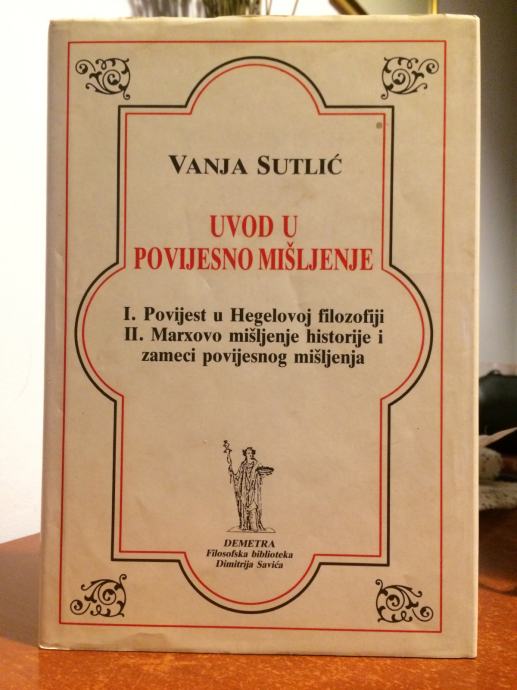 VANJA SUTLIĆ
UVOD U
POVIJESNO MIŠLJENJE
I. Povijest u Hegelovoj filozofiji
II. Marxovo mišljenje historije i
zameci povijesnog mišljenja
DEMETRA
Filosofska biblioteka
Dimitrija Savića